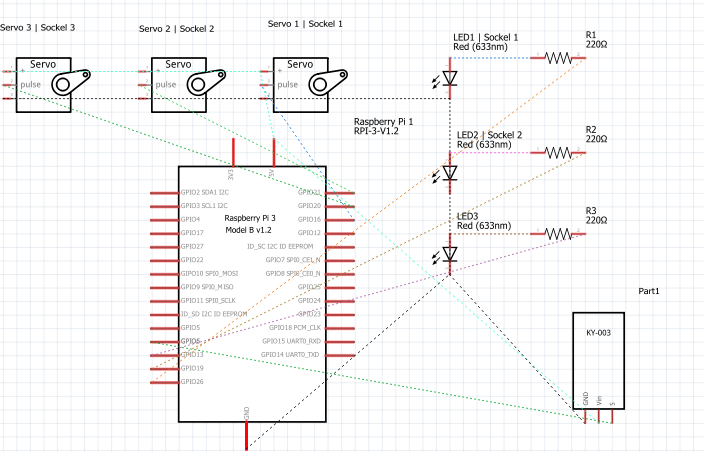 Servo 3 | Sockel 3
Servo 2 | Sockel 2
Servo 1 | Sockel 1
Servo
+
pulse
-
Servo
+
pulse
-
Servo
+
pulse
-
LED1 | Sockel 1
Red (633nm)
R1
220Ω
Raspberry Pi 1
RPI-3-V1.2
LED2 | Sockel 2
Red (633nm)
R2
220Ω
LED3
Red (633nm)
R3
220Ω
3V3
5V
Raspberry Pi 3
Model B v1.2
GPIO2 SDA1 I2C
GPIO3 SCL1 I2C
GPIO4
GPIO17
GPIO27
GPIO22
GPIO10 SPI0_MOSI
GPIO9 SPI0_MISO
GPIO11 SPI0_SCLK
ID_SD I2C ID EEPROM
GPIO5
GPIO6
GPIO13
GPIO19
GPIO26
GPIO21
GPIO20
GPIO16
GPIO12
ID_SC I2C ID EEPROM
GPIO7 SPI0_CE1_N
GPIO8 SPI0_CE0_N
GPIO25
GPIO24
GPIO23
GPIO18 PCM_CLK
GPIO15 UART0_RXD
GPIO14 UART0_TXD
GND
Part1
KY-003
GND
Vin
S